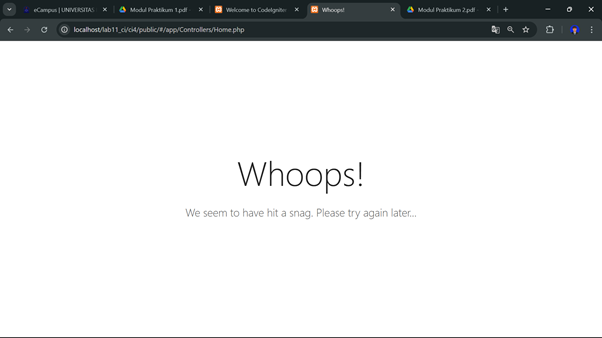 eCampus | UNIVERSITAS
Modul Praktikum 1.pdf -
Welcome to CodeIgniter
Whoops!
Modul Praktikum 2.pdf -
localhost/lab11_ci/ci4/public/#/app/Controllers/Home.php
Whoops!
We seem to have hit a snag. Please try again later...